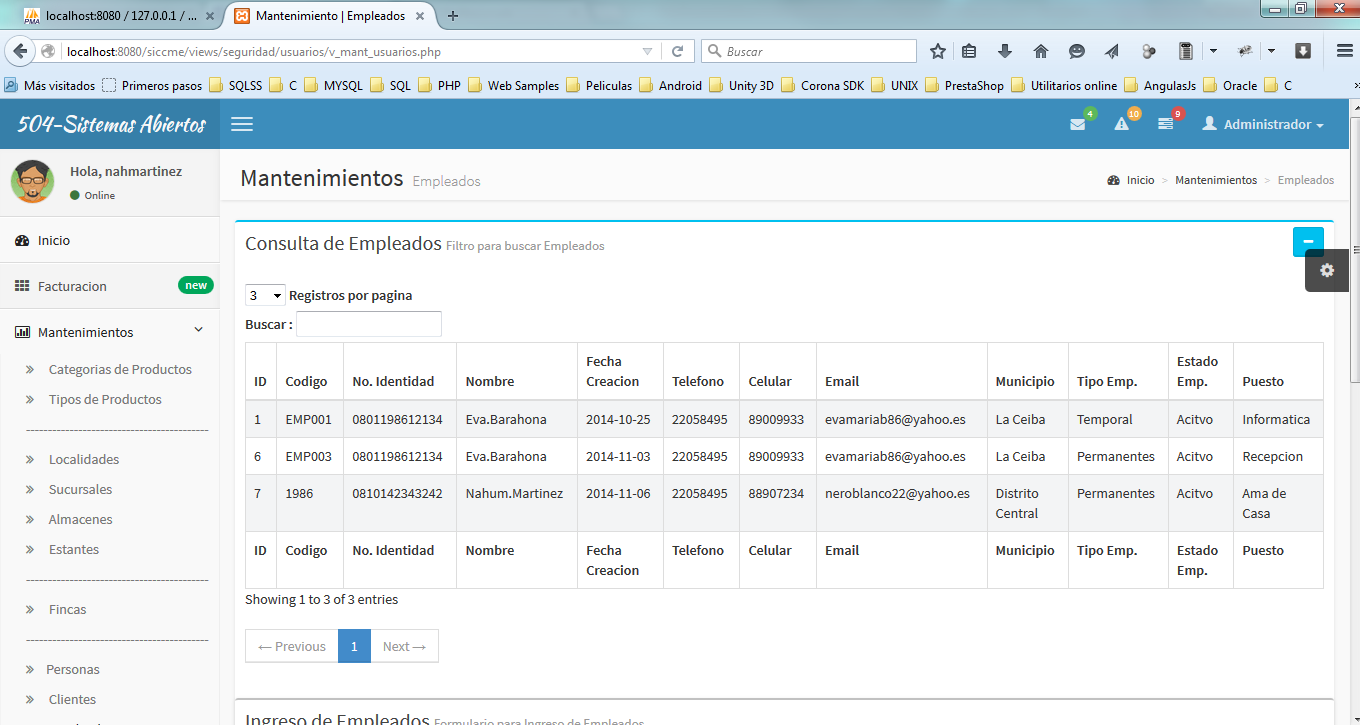 localhost:8080 / 127.0.0.1 / ...
Mantenimiento | Empleados
localhost:8080/siccme/views/seguridad/usuarios/v_mant_usuarios.php
Buscar
Más visitados Primeros pasos SQLSS C MYSQL SQL PHP Web Samples Peliculas Android Unity 3D Corona SDK UNIX PrestaShop Utilitarios online AngulasJs Oracle C
504-Sistemas Abiertos
4 10 9 Administrador
Hola, nahmartinez
Online
Inicio
Facturacion new
Mantenimientos
Categorias de Productos
Tipos de Productos
Localidades
Sucursales
Almacenes
Estantes
Fincas
Personas
Clientes
Mantenimientos Empleados
Inicio > Mantenimientos > Empleados
Consulta de Empleados Filtro para buscar Empleados
3 Registros por pagina
Buscar :
ID Codigo No. Identidad Nombre Fecha Creacion Telefono Celular Email Municipio Tipo Emp. Estado Emp. Puesto
1 EMP001 0801198612134 Eva.Barahona 2014-10-25 22058495 89009933 evamariab86@yahoo.es La Ceiba Temporal Acitvo Informatica
6 EMP003 0801198612134 Eva.Barahona 2014-11-03 22058495 89009933 evamariab86@yahoo.es La Ceiba Permanentes Acitvo Recepcion
7 1986 0810142343242 Nahum.Martinez 2014-11-06 22058495 88907234 neroblanco22@yahoo.es Distrito Central Permanentes Acitvo Ama de Casa
ID Codigo No. Identidad Nombre Fecha Creacion Telefono Celular Email Municipio Tipo Emp. Estado Emp. Puesto
Showing 1 to 3 of 3 entries
← Previous 1 Next →
Ingreso de Empleados Formulario para Ingreso de Empleados